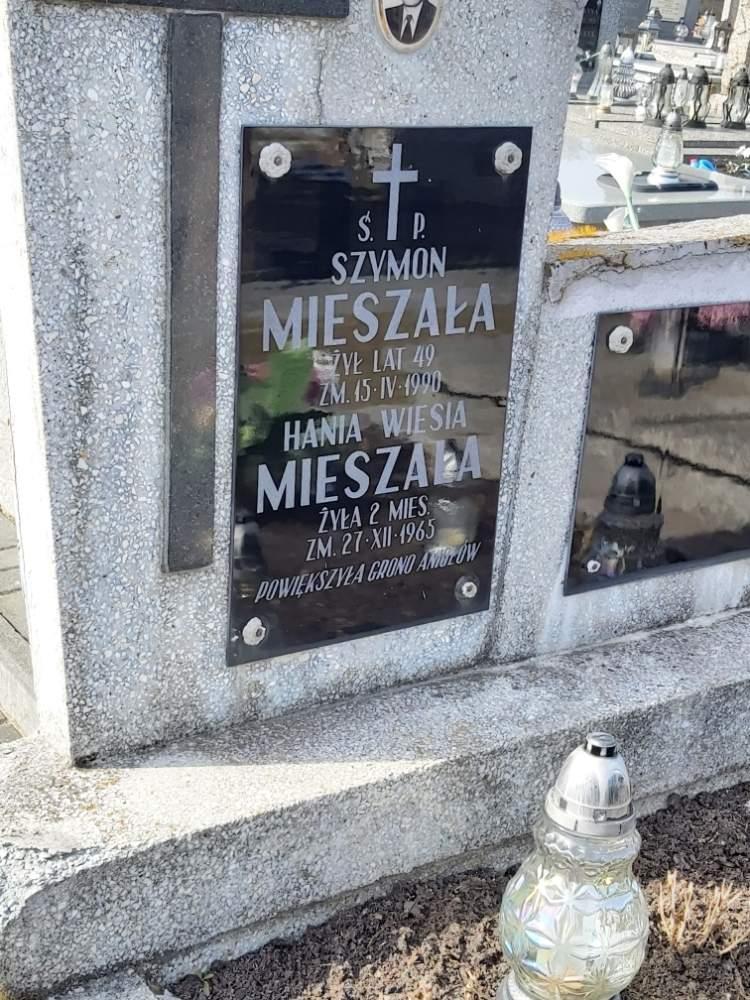 Ś. P.
SZYMON
MIESZAŁA
ŻYŁ LAT 49
ZM. 15·IV·1990
HANIA WIESIA
MIESZAŁA
ŻYŁA 2 MIES.
ZM. 27·XII·1965
POWIĘKSZYŁA GRONO ANIOŁÓW